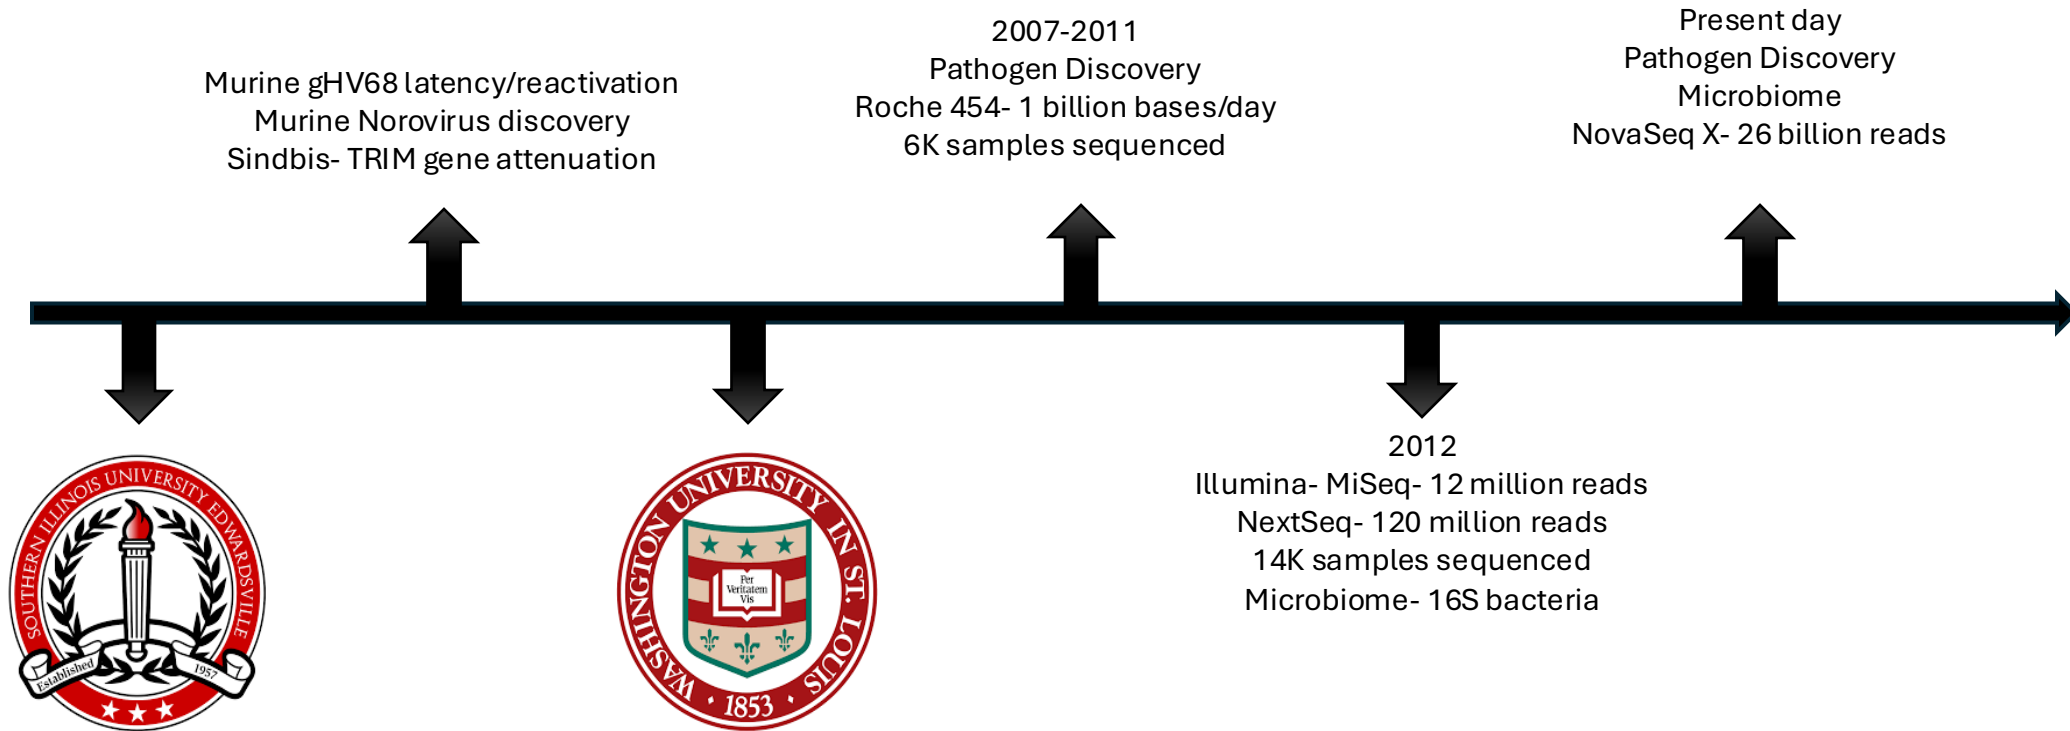 Murine gHV68 latency/reactivation
Murine Norovirus discovery
Sindbis- TRIM gene attenuation
2007-2011
Pathogen Discovery
Roche 454- 1 billion bases/day
6K samples sequenced
Present day
Pathogen Discovery
Microbiome
NovaSeq X- 26 billion reads
SOUTHERN ILLINOIS UNIVERSITY EDWARDSVILLE
Established
1957
WASHINGTON UNIVERSITY IN ST. LOUIS
Per
Veritatem
Vis
· 1853 ·
2012
Illumina- MiSeq- 12 million reads
NextSeq- 120 million reads
14K samples sequenced
Microbiome- 16S bacteria